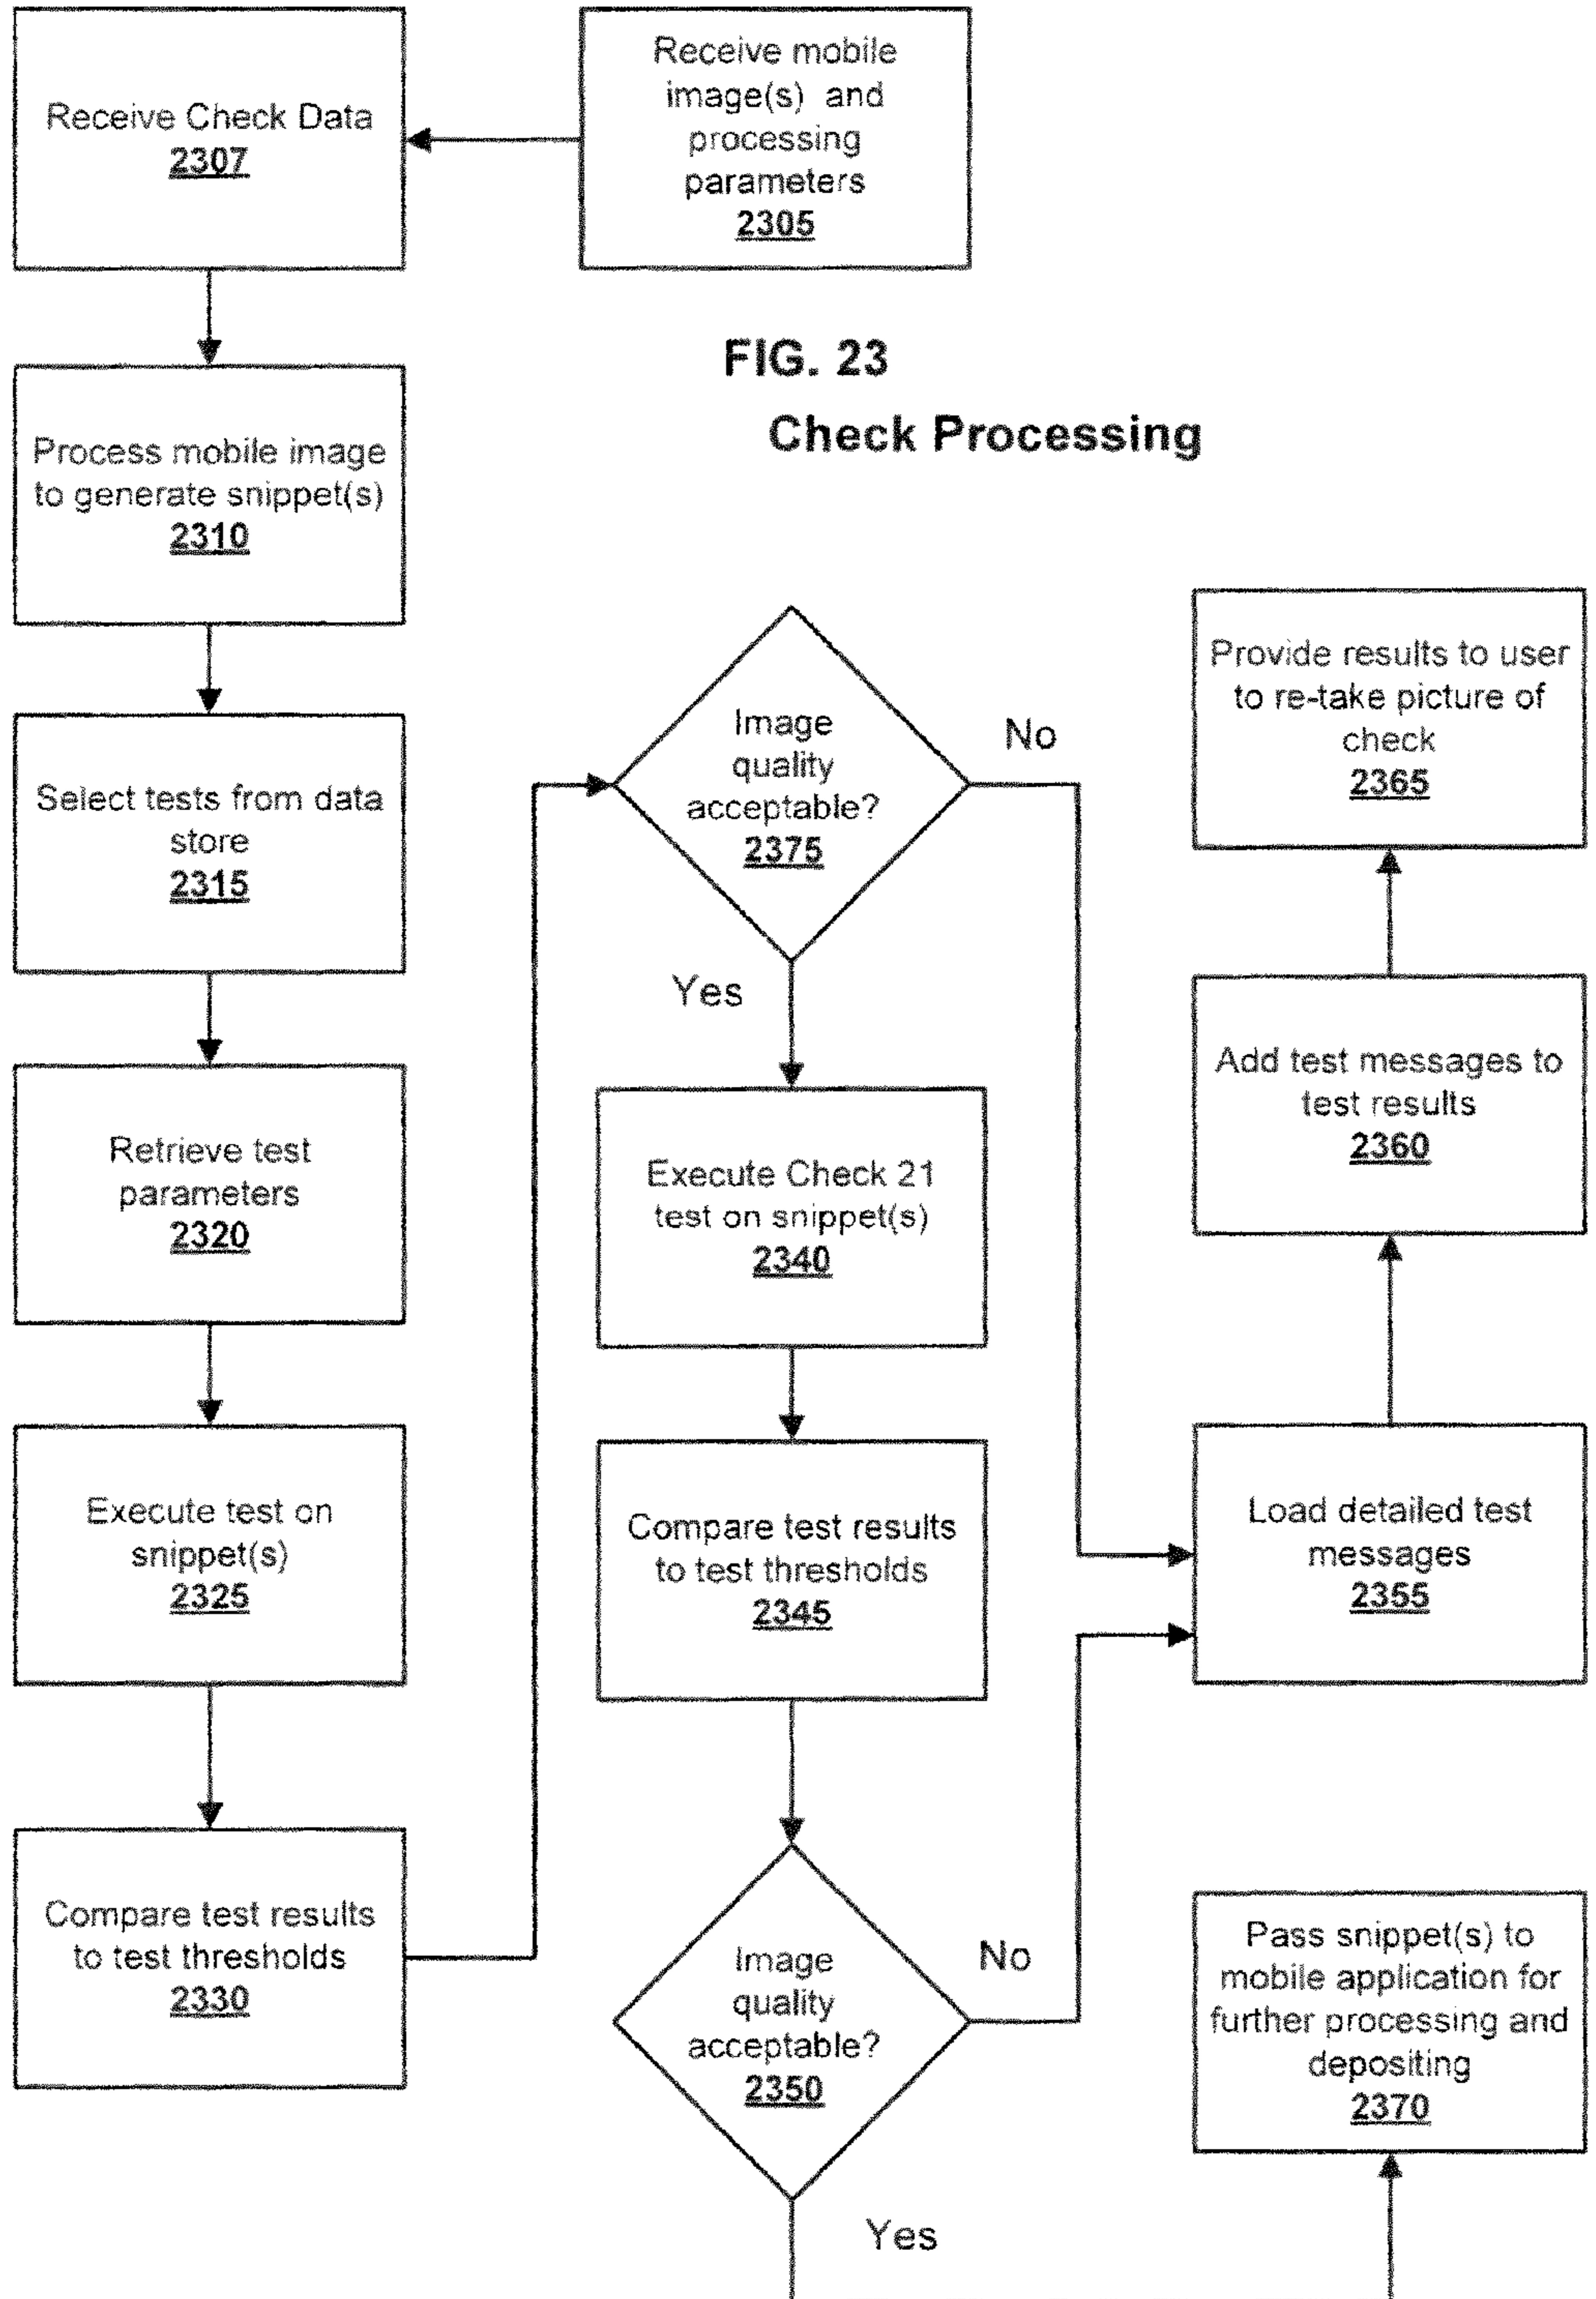 Receive Check Data
2307
Receive mobile
image(s) and
processing
parameters
2305
FIG. 23
Check Processing
Process mobile image
to generate snippet(s)
2310
Select tests from data
store
2315
Retrieve test
parameters
2320
Execute test on
snippet(s)
2325
Compare test results
to test thresholds
2330
Image
quality
acceptable?
2375
No
Yes
Execute Check 21
test on snippet(s)
2340
Compare test results
to test thresholds
2345
Image
quality
acceptable?
2350
No
Yes
Provide results to user
to re-take picture of
check
2365
Add test messages to
test results
2360
Load detailed test
messages
2355
Pass snippet(s) to
mobile application for
further processing and
depositing
2370